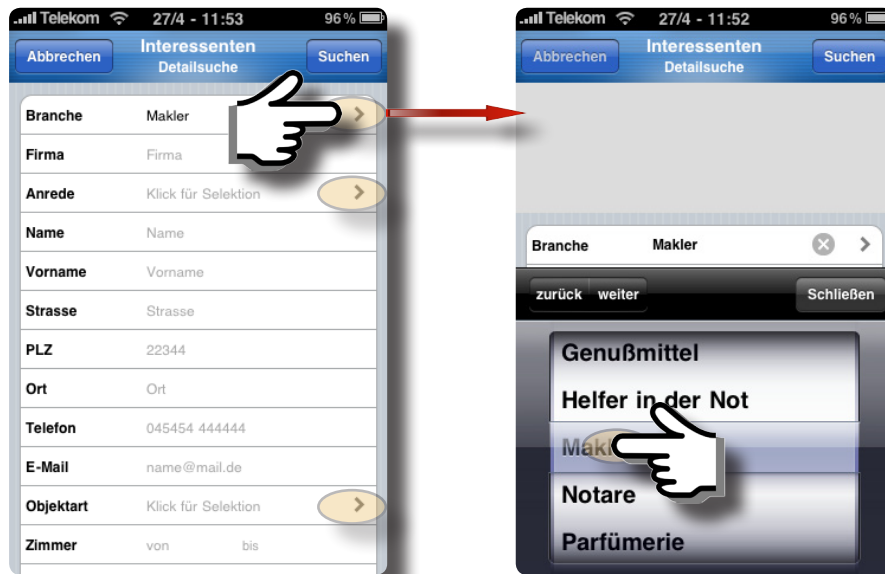 Telekom 27/4 - 11:53 96%
Abbrechen Interessenten Suchen
Detailsuche
Branche Makler
Firma Firma
Anrede Klick für Selektion
Name Name
Vorname Vorname
Strasse Strasse
PLZ 22344
Ort Ort
Telefon 045454 444444
E-Mail name@mail.de
Objektart Klick für Selektion
Zimmer von bis
Telekom 27/4 - 11:52 96%
Abbrechen Interessenten Suchen
Detailsuche
Branche Makler
zurück weiter Schließen
Genußmittel
Helfer in der Not
Notare
Parfümerie